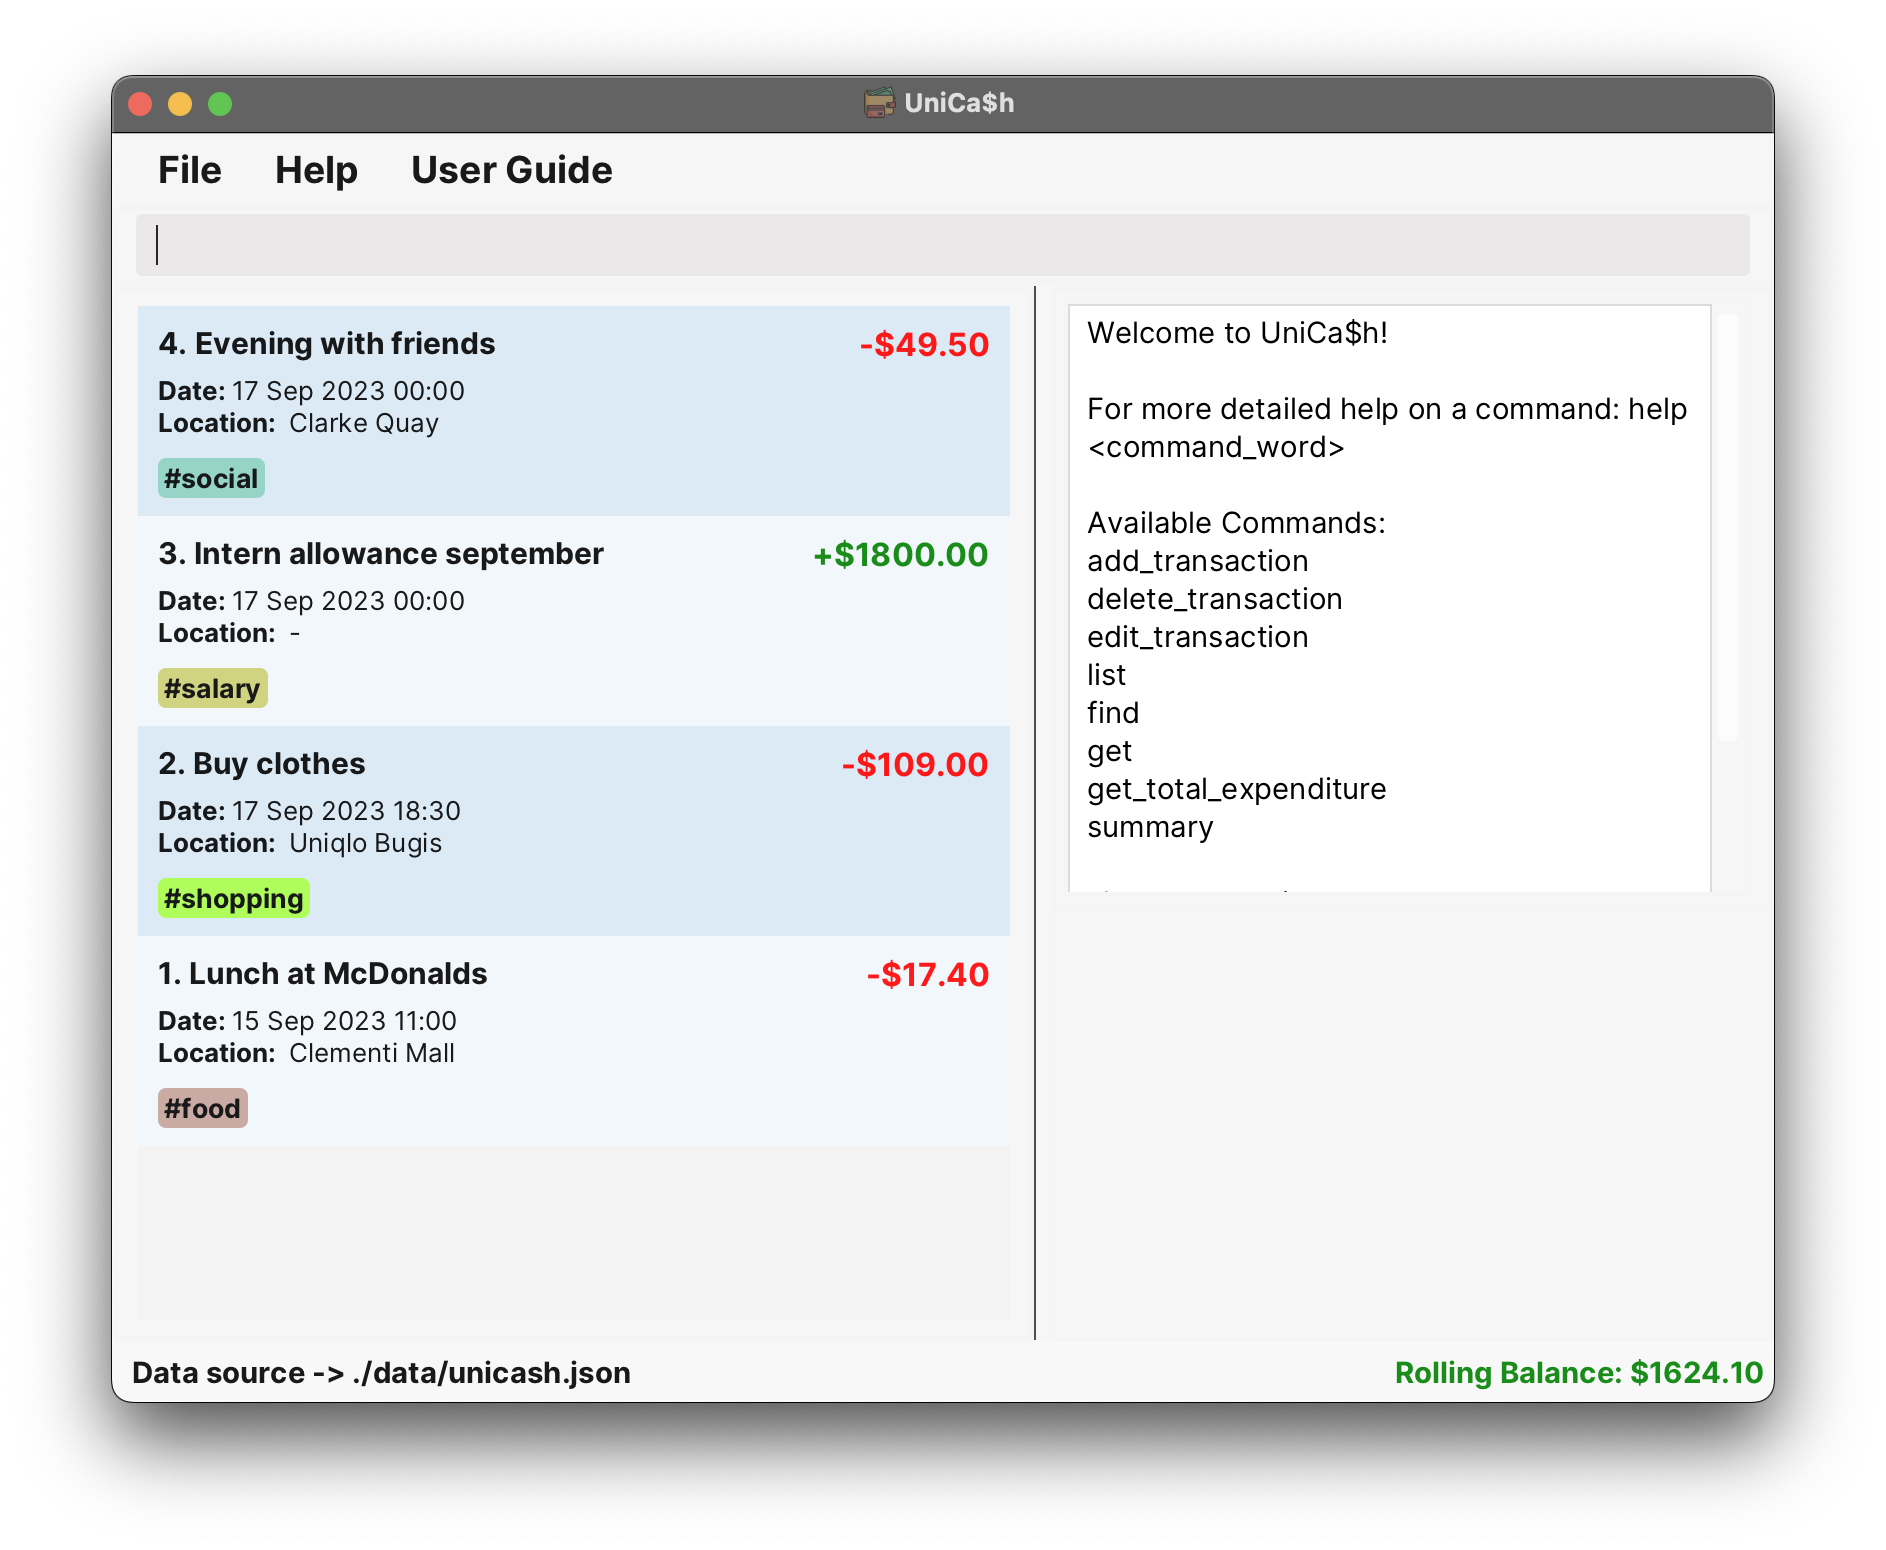 UniCa$h
File Help User Guide
4. Evening with friends -$49.50
Date: 17 Sep 2023 00:00
Location: Clarke Quay
#social
3. Intern allowance september +$1800.00
Date: 17 Sep 2023 00:00
Location: -
#salary
2. Buy clothes -$109.00
Date: 17 Sep 2023 18:30
Location: Uniqlo Bugis
#shopping
1. Lunch at McDonalds -$17.40
Date: 15 Sep 2023 11:00
Location: Clementi Mall
#food
Welcome to UniCa$h!
For more detailed help on a command: help
<command_word>
Available Commands:
add_transaction
delete_transaction
edit_transaction
list
find
get
get_total_expenditure
summary
Data source -> ./data/unicash.json
Rolling Balance: $1624.10